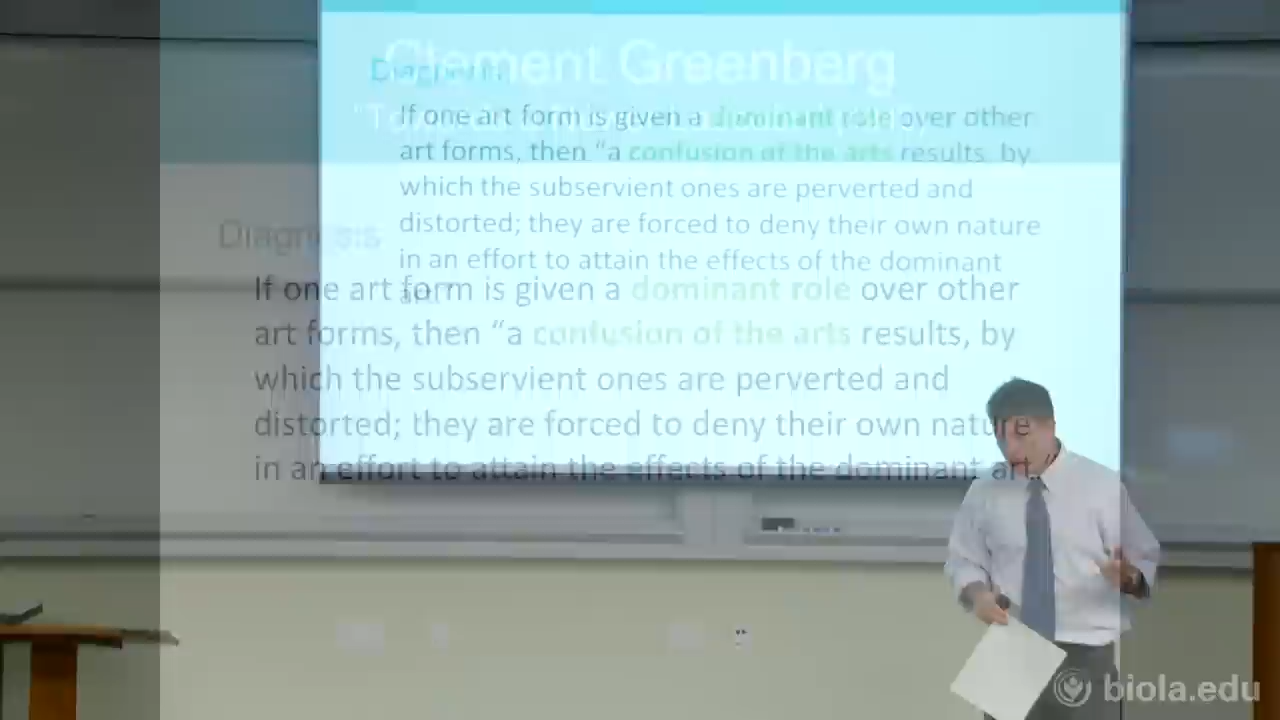 Clement Greenberg
Diagnosis
If one art form is given a dominant role over other
art forms, then “a confusion of the arts results, by
which the subservient ones are perverted and
distorted; they are forced to deny their own nature
in an effort to attain the effects of the dominant
art.”
Diagnosis
If one art form is given a dominant role over other
art forms, then “a confusion of the arts results, by
which the subservient ones are perverted and
distorted; they are forced to deny their own nature
in an effort to attain the effects of the dominant art.”
biola.edu